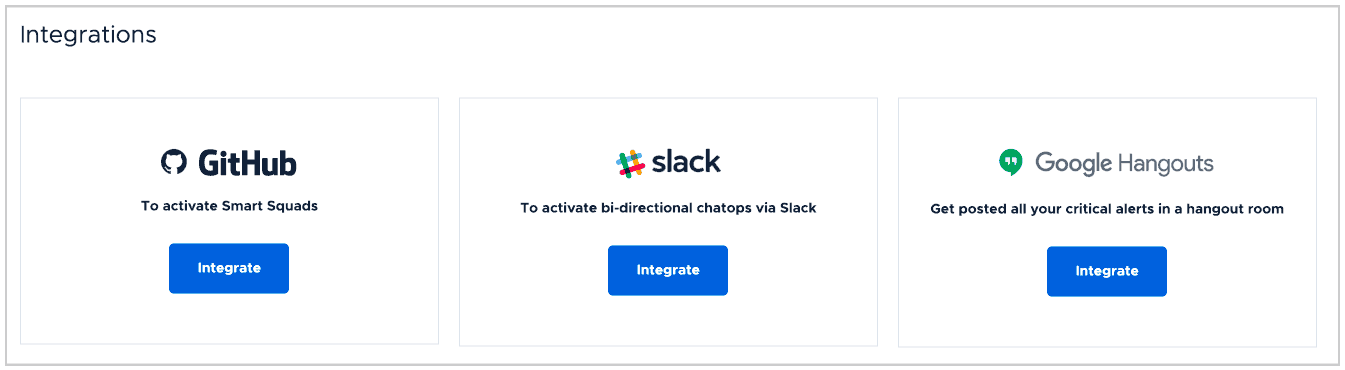 Integrations
GitHub
To activate Smart Squads
Integrate
slack
To activate bi-directional chatops via Slack
Integrate
Google Hangouts
Get posted all your critical alerts in a hangout room
Integrate